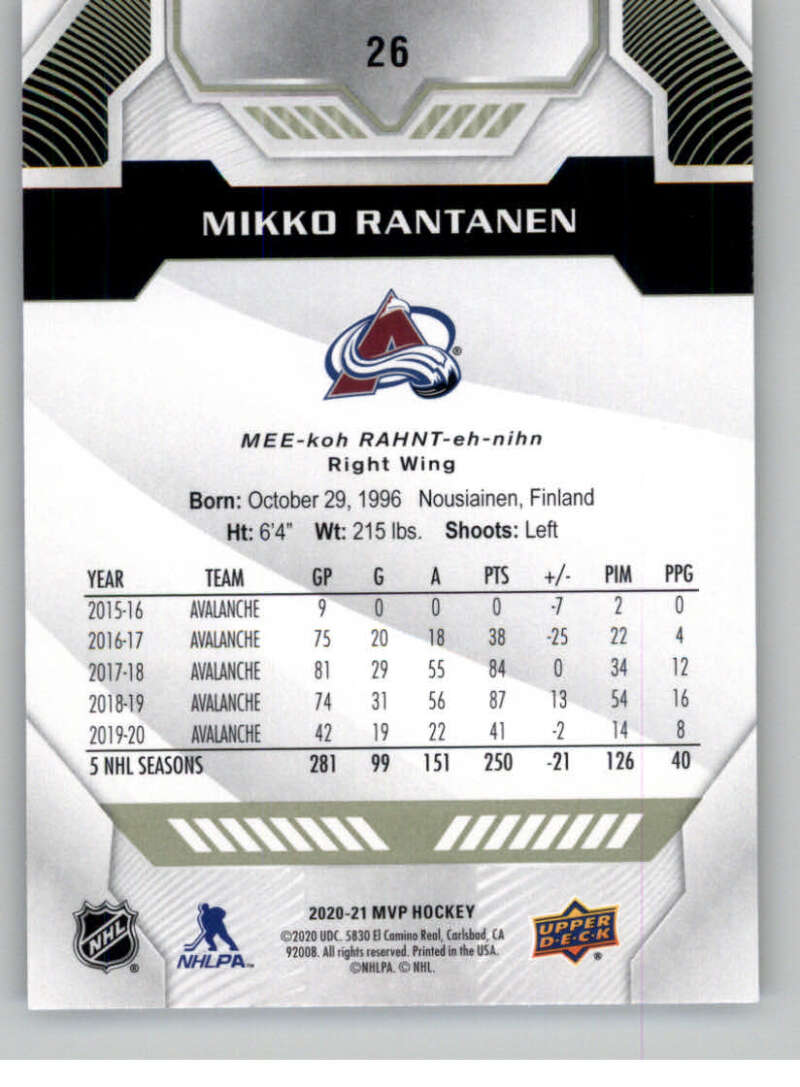 26
MIKKO RANTANEN
A ®
MEE-koh RAHNT-eh-nihn
Right Wing
Born: October 29, 1996 Nousiainen, Finland
Ht: 6'4" Wt: 215 lbs. Shoots: Left
YEAR TEAM GP G A PTS +/- PIM PPG
2015-16 AVALANCHE 9 0 0 0 -7 2 0
2016-17 AVALANCHE 75 20 18 38 -25 22 4
2017-18 AVALANCHE 81 29 55 84 0 34 12
2018-19 AVALANCHE 74 31 56 87 13 54 16
2019-20 AVALANCHE 42 19 22 41 -2 14 8
5 NHL SEASONS 281 99 151 250 -21 126 40
NHL ®
NHLPA™
2020-21 MVP HOCKEY
©2020 UDC. 5830 El Camino Real, Carlsbad, CA
92008. All rights reserved. Printed in the USA.
©NHLPA. © NHL.
UPPER
D·E·C·K ®